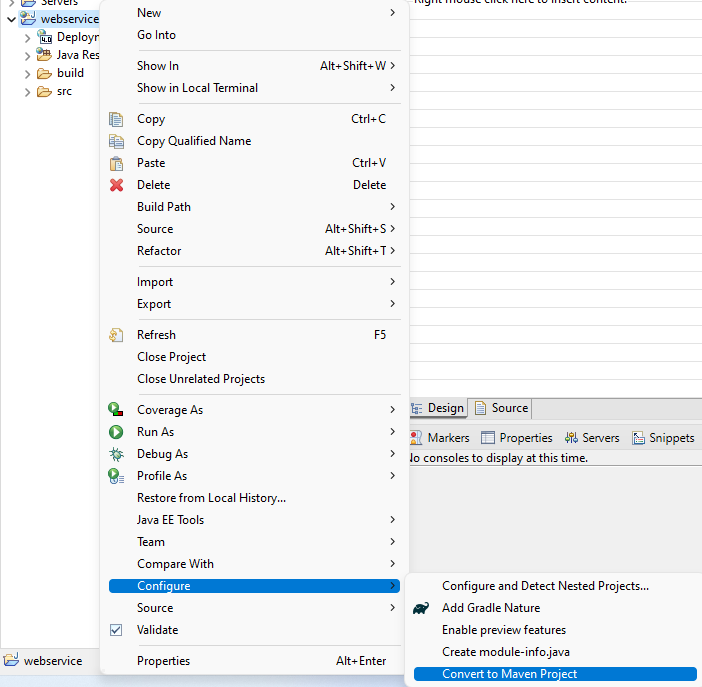 Servers
webservice
Deployn
Java Res
build
src
New
Go Into
Show In Alt+Shift+W
Show in Local Terminal
Copy Ctrl+C
Copy Qualified Name
Paste Ctrl+V
Delete Delete
Build Path
Source Alt+Shift+S
Refactor Alt+Shift+T
Import
Export
Refresh F5
Close Project
Close Unrelated Projects
Coverage As
Run As
Debug As
Profile As
Restore from Local History...
Java EE Tools
Team
Compare With
Configure
Source
Validate
Properties Alt+Enter
Right mouse click here to insert content.
Design Source
Markers Properties Servers Snippets
No consoles to display at this time.
Configure and Detect Nested Projects...
Add Gradle Nature
Enable preview features
Create module-info.java
Convert to Maven Project
webservice